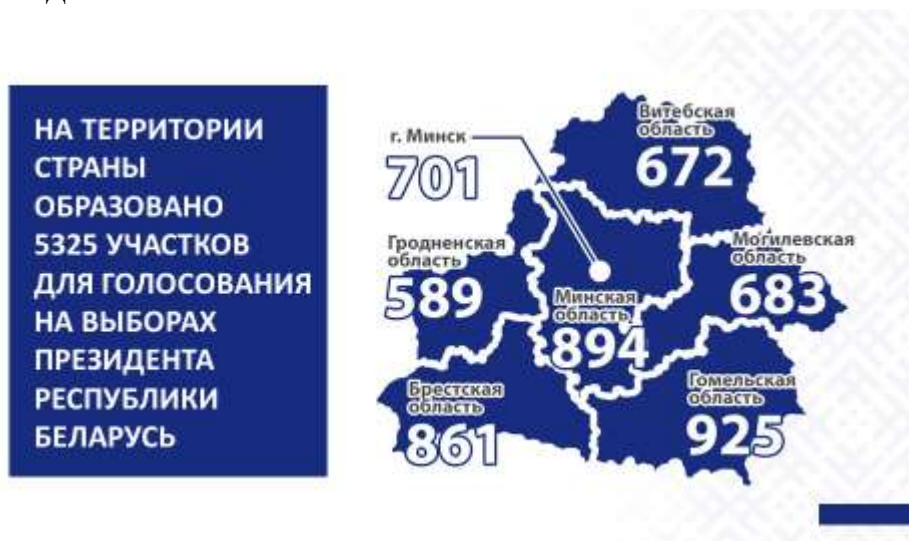 НА ТЕРРИТОРИИ
СТРАНЫ
ОБРАЗОВАНО
5325 УЧАСТКОВ
ДЛЯ ГОЛОСОВАНИЯ
НА ВЫБОРАХ
ПРЕЗИДЕНТА
РЕСПУБЛИКИ
БЕЛАРУСЬ
г. Минск
701
Витебская
область
672
Гродненская
область
589
Минская
область
894
Могилевская
область
683
Брестская
область
861
Гомельская
область
925